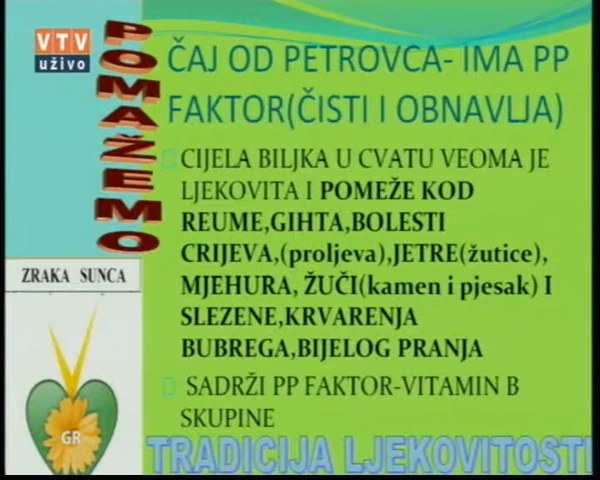 VTV
uživo
POMAŽEMO
ČAJ OD PETROVCA- IMA PP
FAKTOR(ČISTI I OBNAVLJA)
CIJELA BILJKA U CVATU VEOMA JE
LJEKOVITA I POMEŽE KOD
REUME,GIHTA,BOLESTI
CRIJEVA,(proljeva),JETRE(žutice),
MJEHURA, ŽUČI(kamen i pjesak) I
SLEZENE,KRVARENJA
BUBREGA,BIJELOG PRANJA
SADRŽI PP FAKTOR-VITAMIN B
SKUPINE
ZRAKA SUNCA
GR
TRADICIJA LJEKOVITOSTI